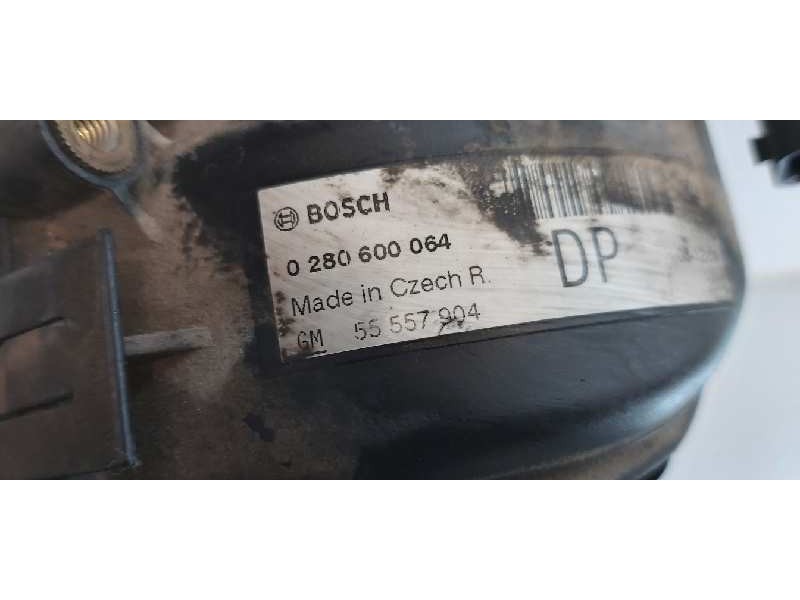 BOSCH
0 280 600 064
Made in Czech R.
GM 55 557 904
DP